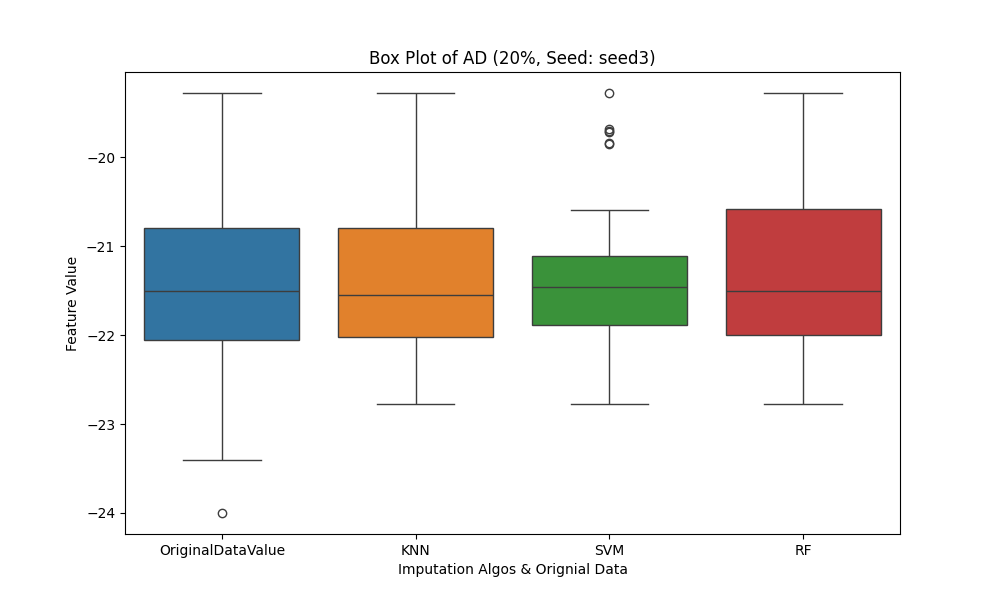 Box Plot of AD (20%, Seed: seed3)
Feature Value
−20
−21
−22
−23
−24
OriginalDataValue
KNN
SVM
RF
Imputation Algos & Orignial Data